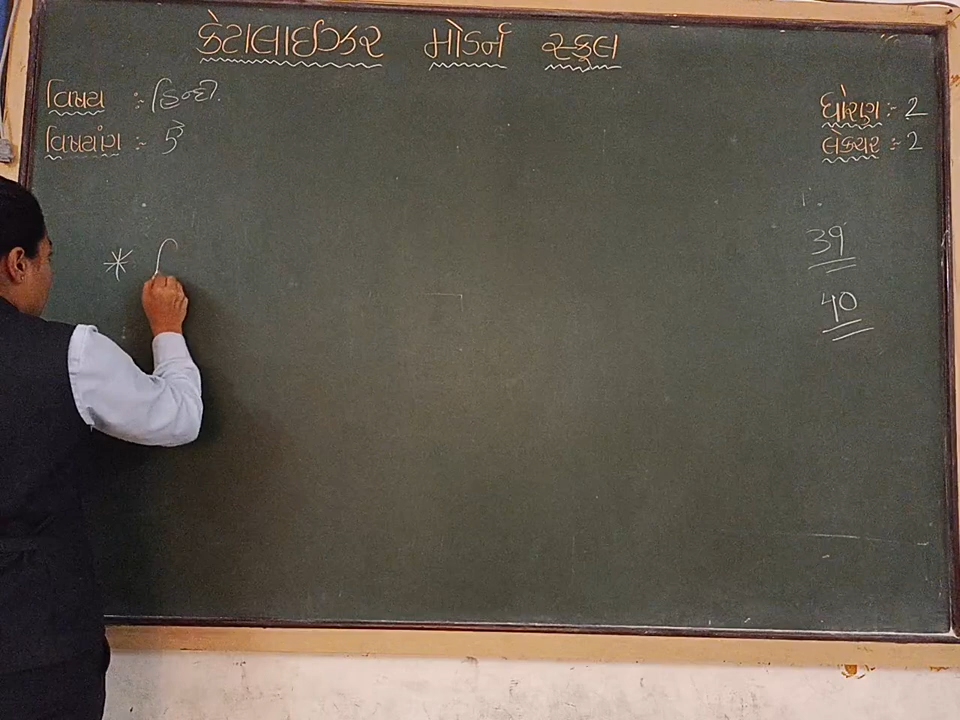 કેટાલાઈઝર મોડર્ન સ્કૂલ
વિષય :- હિન્દી.
ધોરણ :- 2
વિષયાંગ :-
લેક્ચર :- 2
*
39
40